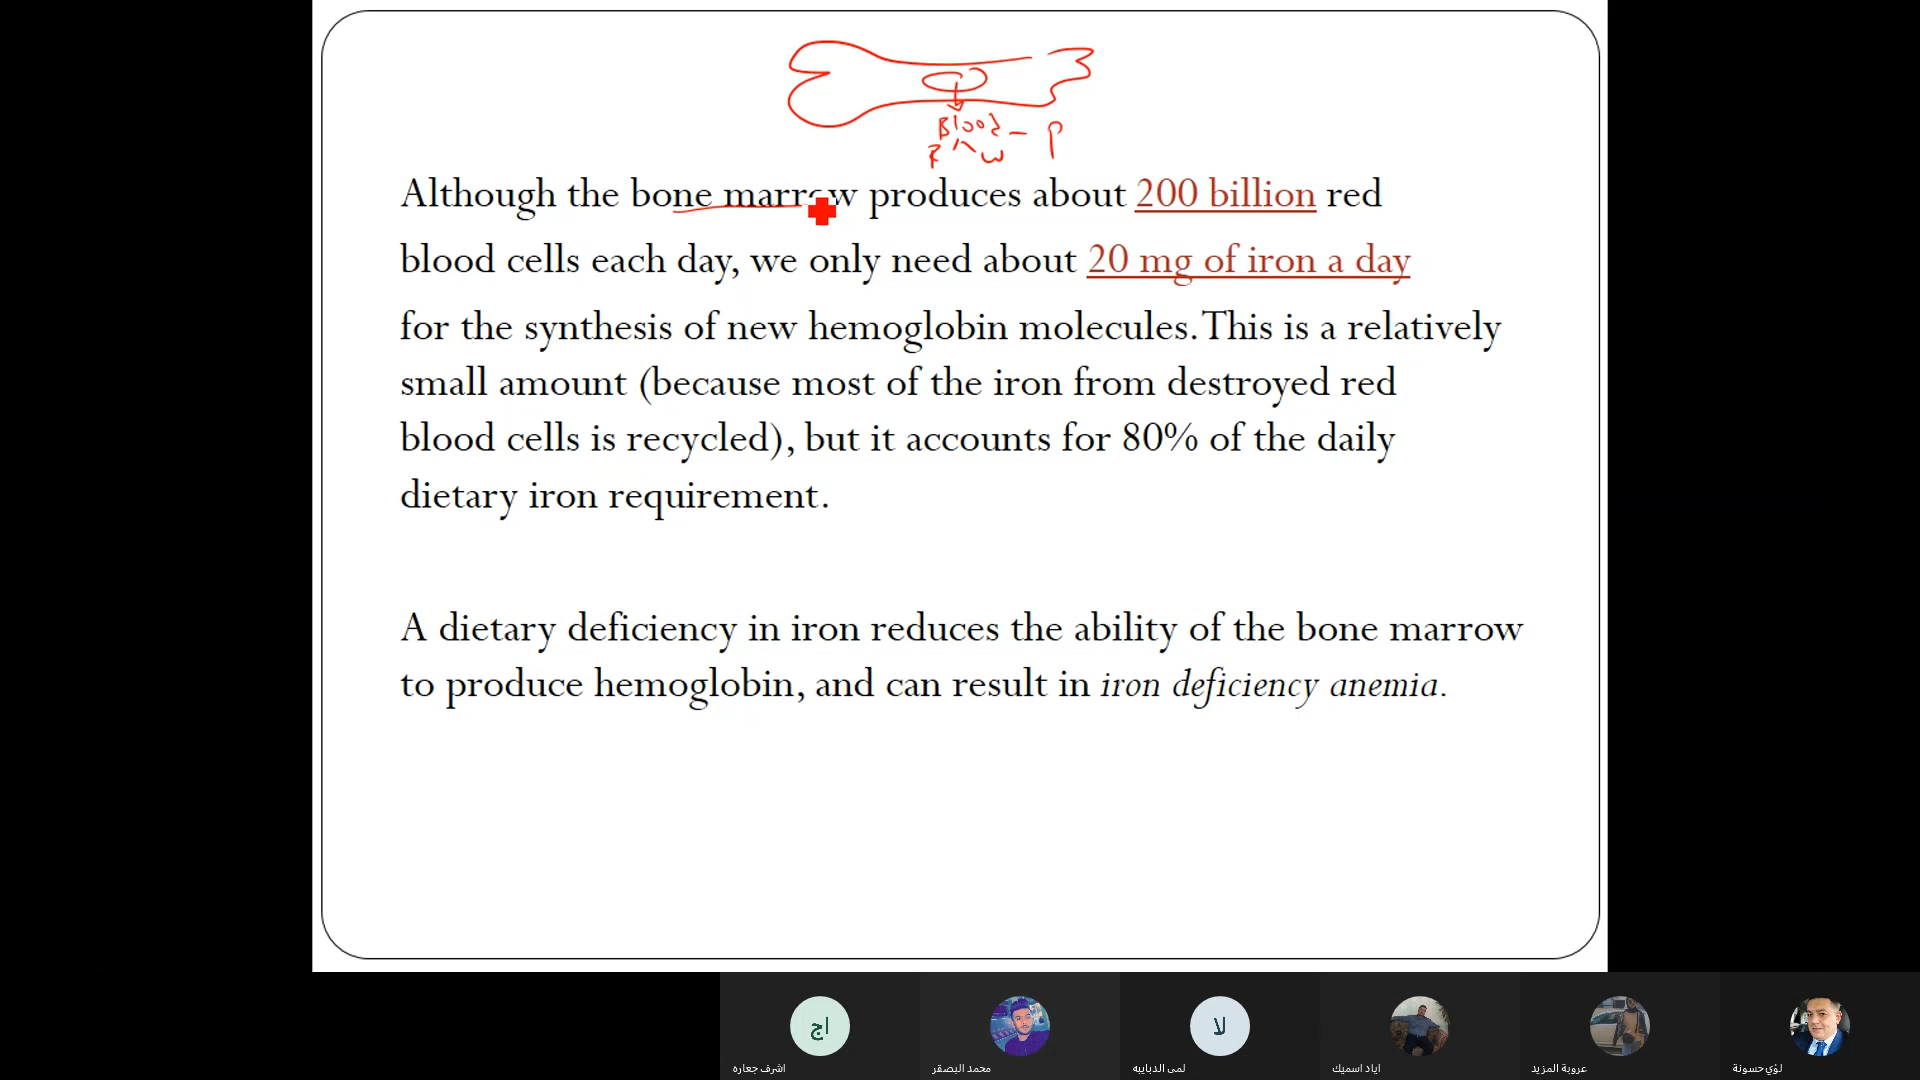 Blood - P
R W
Although the bone marrow produces about 200 billion red
blood cells each day, we only need about 20 mg of iron a day
for the synthesis of new hemoglobin molecules. This is a relatively
small amount (because most of the iron from destroyed red
blood cells is recycled), but it accounts for 80% of the daily
dietary iron requirement.
A dietary deficiency in iron reduces the ability of the bone marrow
to produce hemoglobin, and can result in iron deficiency anemia.
اج
لا
اشرف جعاره
محمد البصقر
لمى الدبايبه
اياد اسميك
عروبة المزيد
لؤي حسونة